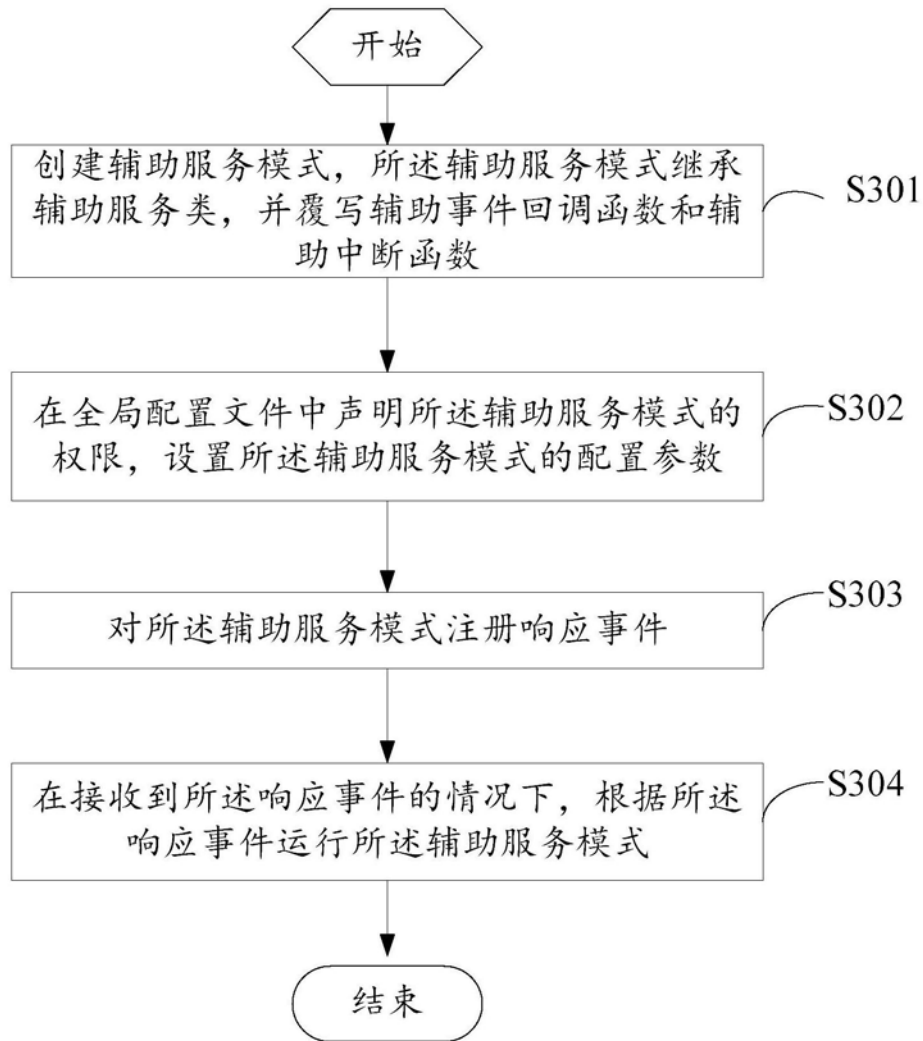 开始
创建辅助服务模式，所述辅助服务模式继承
辅助服务类，并覆写辅助事件回调函数和辅
助中断函数
S301
在全局配置文件中声明所述辅助服务模式的
权限，设置所述辅助服务模式的配置参数
S302
对所述辅助服务模式注册响应事件
S303
在接收到所述响应事件的情况下，根据所述
响应事件运行所述辅助服务模式
S304
结束